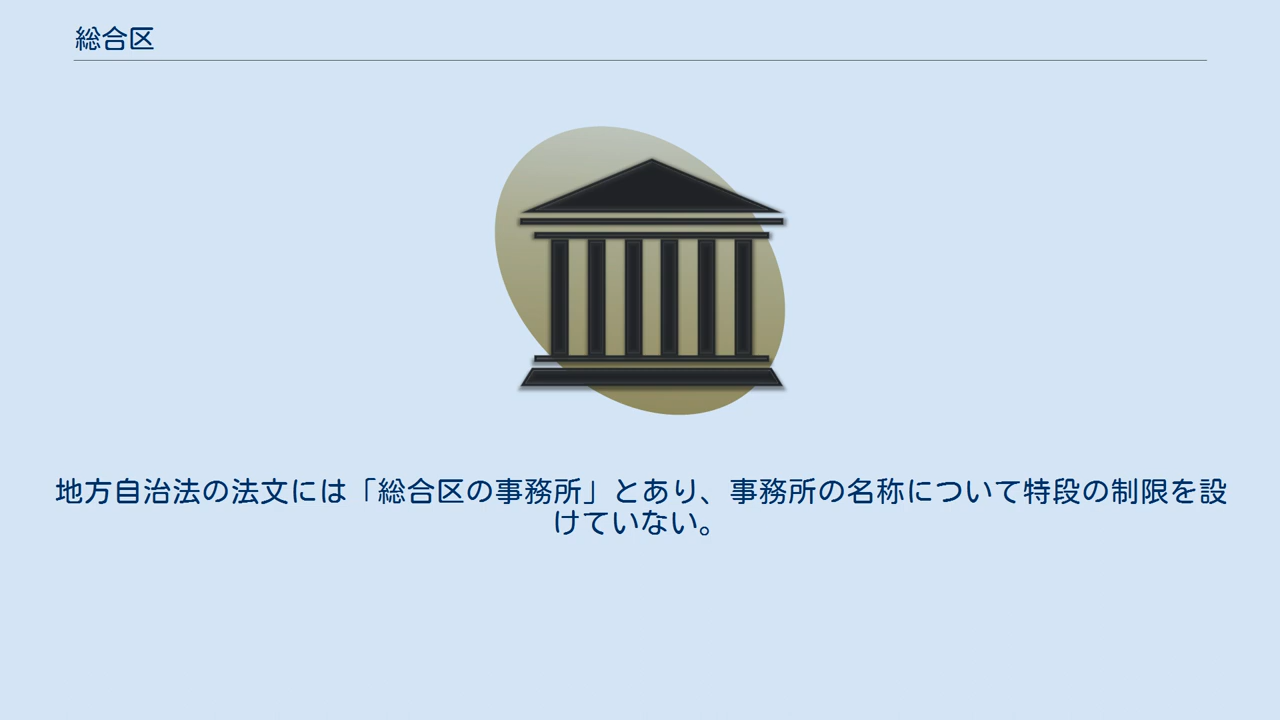 総合区
地方自治法の法文には「総合区の事務所」とあり、事務所の名称について特段の制限を設
けていない。